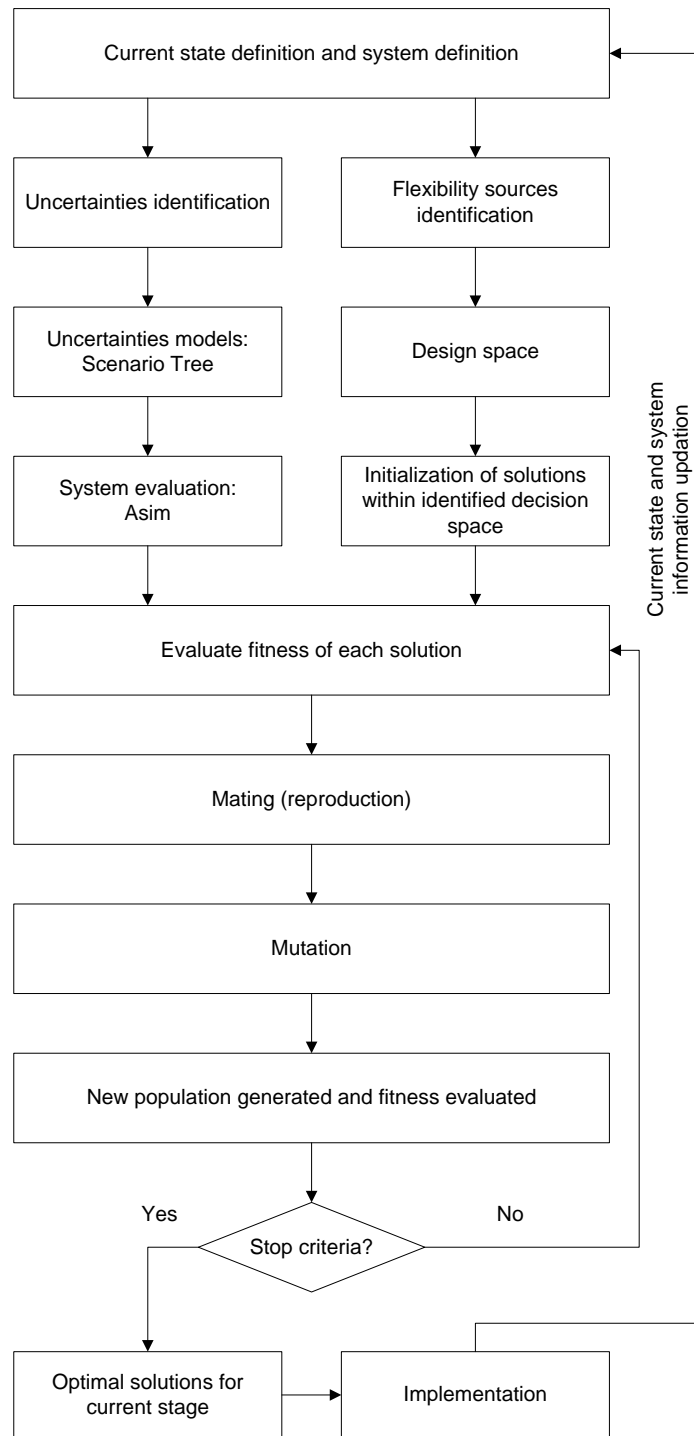 Current state definition and system definition
Uncertainties identification
Flexibility sources
identification
Uncertainties models:
Scenario Tree
Design space
System evaluation:
Asim
Initialization of solutions
within identified decision
space
Current state and system
information updation
Evaluate fitness of each solution
Mating (reproduction)
Mutation
New population generated and fitness evaluated
Yes
No
Stop criteria?
Optimal solutions for
current stage
Implementation